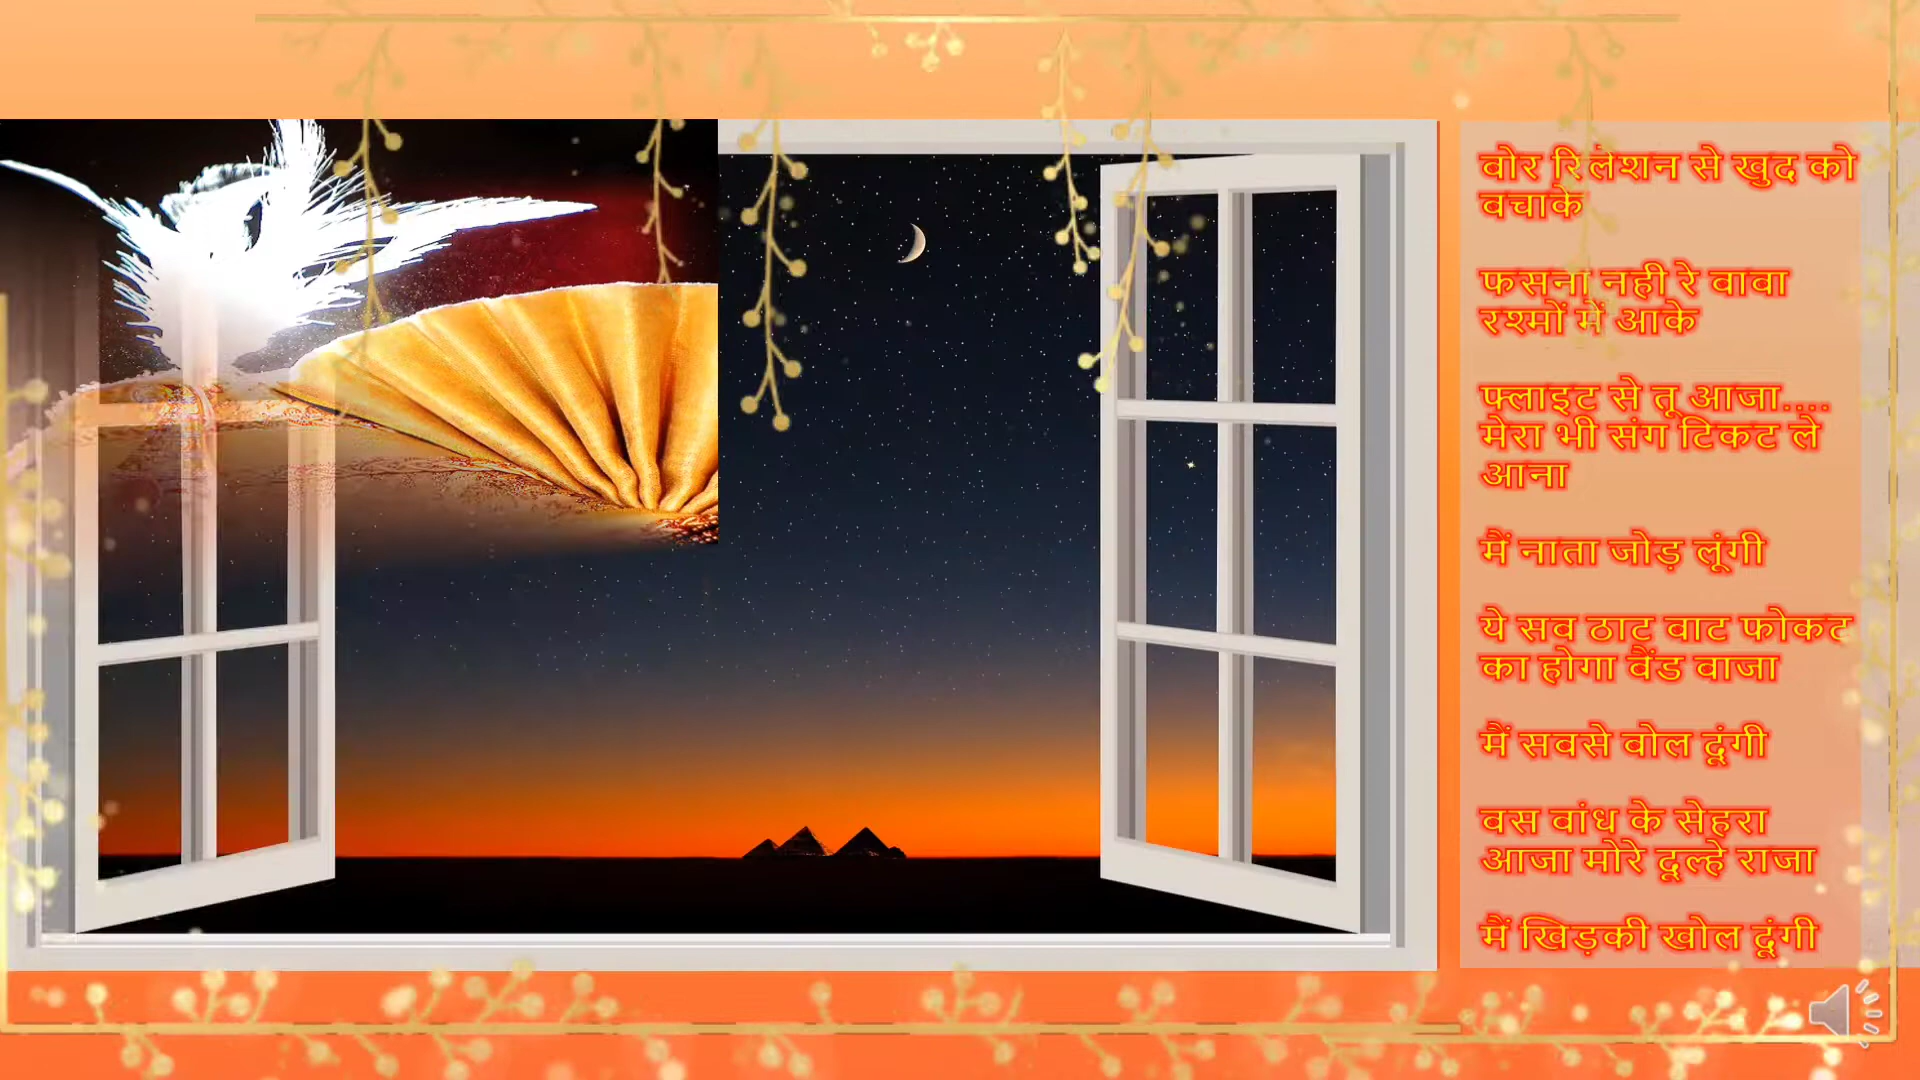 वोर रिलेशन से खुद को
वचाके
फसना नही रे वावा
रश्मों में आके
फ्लाइट से तू आजा....
मेरा भी संग टिकट ले
आना
मैं नाता जोड़ लूंगी
ये सव ठाट वाट फोकट
का होगा वैंड वाजा
मैं सवसे वोल दूंगी
वस वांध के सेहरा
आजा मोरे दूल्हे राजा
मैं खिड़की खोल दूंगी